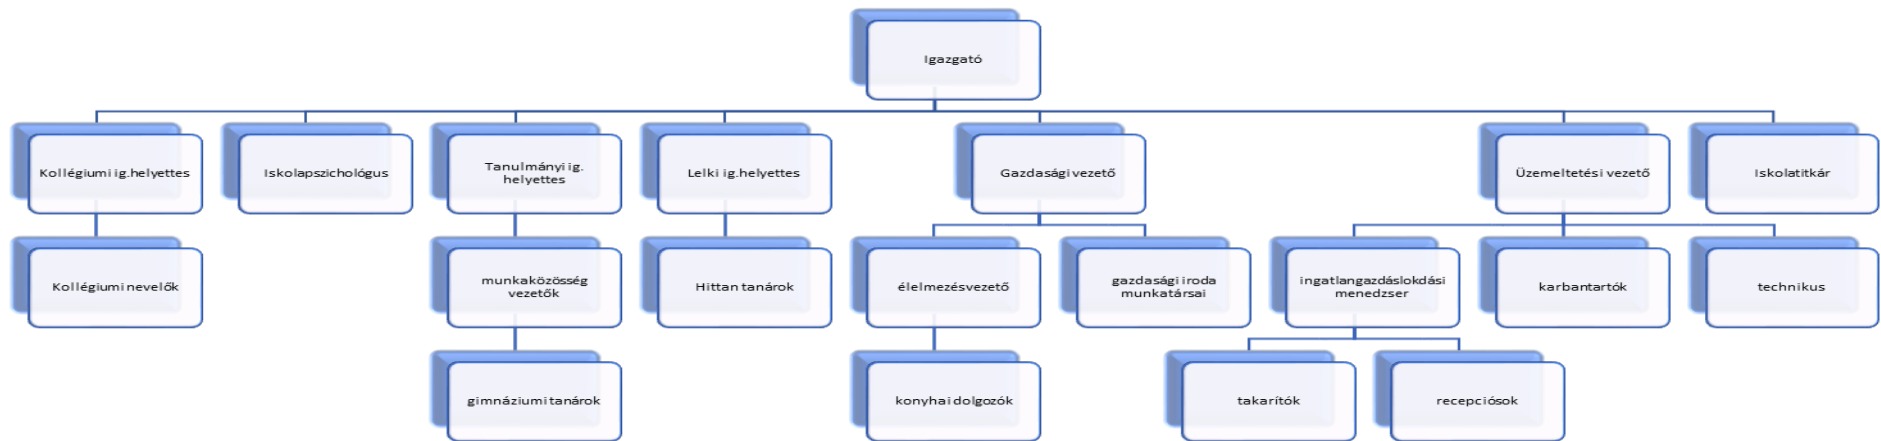 Igazgató
Kollégiumi ig.helyettes
Iskolapszichológus
Tanulmányi ig.
helyettes
Lelki ig.helyettes
Gazdasági vezető
Üzemeltetési vezető
Iskolatitkár
Kollégiumi nevelők
munkaközösség
vezetők
Hittan tanárok
élelmezésvezető
gazdasági iroda
munkatársai
ingatlangazdáslokdási
menedzser
karbantartók
technikus
gimnáziumi tanárok
konyhai dolgozók
takarítók
recepciósok